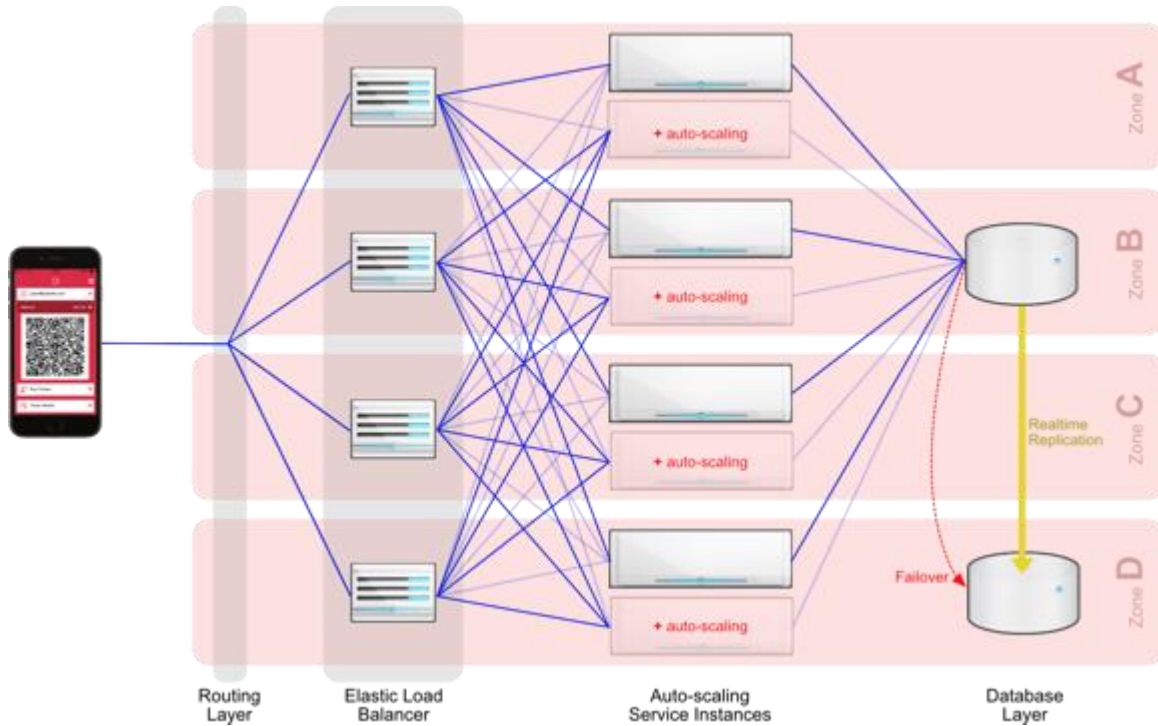 Zone A
+ auto-scaling
Zone B
+ auto-scaling
Zone C
+ auto-scaling
Realtime
Replication
Zone D
Failover
+ auto-scaling
Routing
Layer
Elastic Load
Balancer
Auto-scaling
Service Instances
Database
Layer